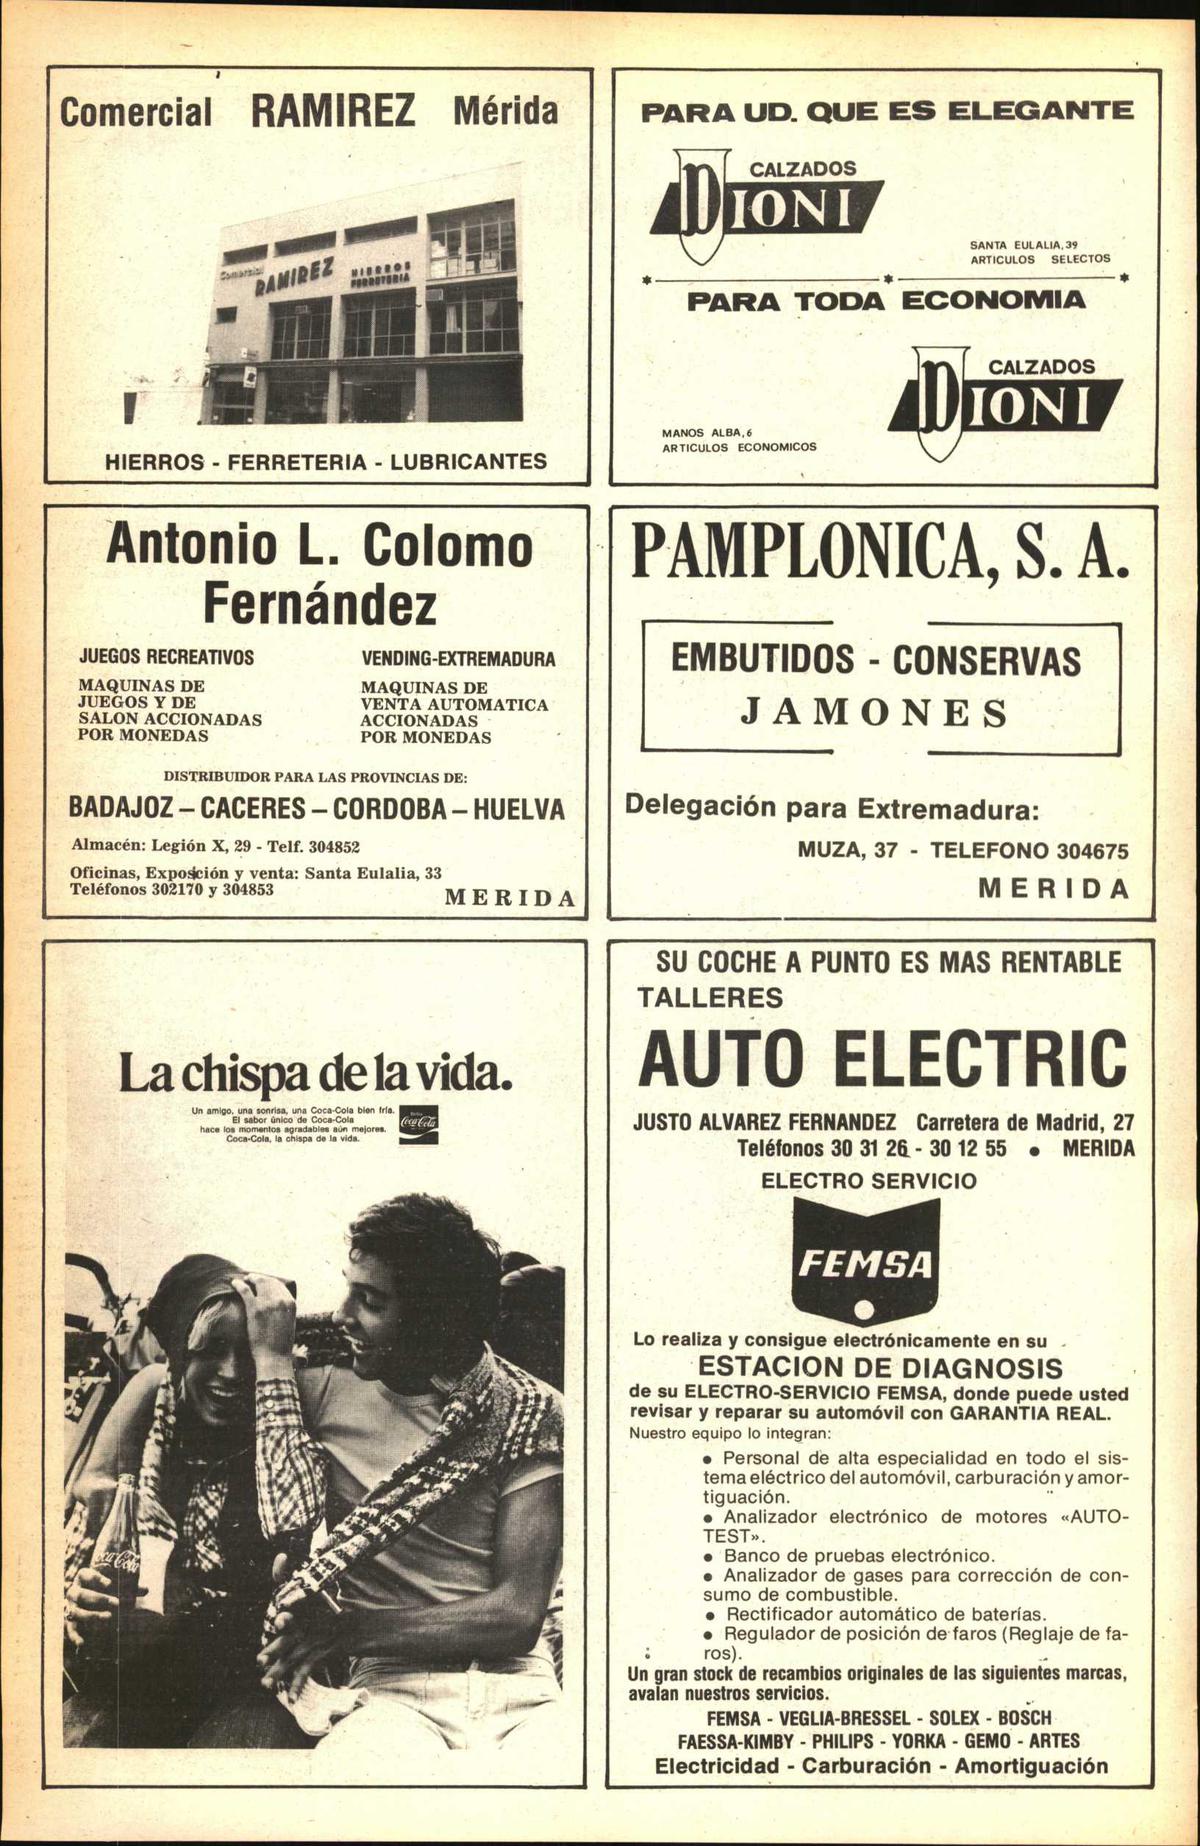 Comercial RAMIREZ Mérida
Comercial RAMIREZ HIERROS
FERRETERIA
HIERROS - FERRETERIA - LUBRICANTES
PARA UD. QUE ES ELEGANTE
CALZADOS
DIONI
SANTA EULALIA, 39
ARTICULOS SELECTOS
PARA TODA ECONOMIA
CALZADOS
DIONI
MANOS ALBA, 6
ARTICULOS ECONOMICOS
Antonio L. Colomo
Fernández
JUEGOS RECREATIVOS
MAQUINAS DE
JUEGOS Y DE
SALON ACCIONADAS
POR MONEDAS
VENDING-EXTREMADURA
MAQUINAS DE
VENTA AUTOMATICA
ACCIONADAS
POR MONEDAS
DISTRIBUIDOR PARA LAS PROVINCIAS DE:
BADAJOZ – CACERES – CORDOBA – HUELVA
Almacén: Legión X, 29 - Telf. 304852
Oficinas, Exposición y venta: Santa Eulalia, 33
Teléfonos 302170 y 304853
MERIDA
PAMPLONICA, S. A.
EMBUTIDOS - CONSERVAS
JAMONES
Delegación para Extremadura:
MUZA, 37 - TELEFONO 304675
MERIDA
La chispa de la vida.
Un amigo, una sonrisa, una Coca-Cola bien fría.
El sabor único de Coca-Cola
hace los momentos agradables aún mejores.
Coca-Cola, la chispa de la vida.
Coca-Cola
Coca-Cola
SU COCHE A PUNTO ES MAS RENTABLE
TALLERES
AUTO ELECTRIC
JUSTO ALVAREZ FERNANDEZ Carretera de Madrid, 27
Teléfonos 30 31 26 - 30 12 55 • MERIDA
ELECTRO SERVICIO
FEMSA
Lo realiza y consigue electrónicamente en su
ESTACION DE DIAGNOSIS
de su ELECTRO-SERVICIO FEMSA, donde puede usted
revisar y reparar su automóvil con GARANTIA REAL.
Nuestro equipo lo integran:
• Personal de alta especialidad en todo el sis-
tema eléctrico del automóvil, carburación y amor-
tiguación.
• Analizador electrónico de motores «AUTO-
TEST».
• Banco de pruebas electrónico.
• Analizador de gases para corrección de con-
sumo de combustible.
• Rectificador automático de baterías.
• Regulador de posición de faros (Reglaje de fa-
ros).
Un gran stock de recambios originales de las siguientes marcas,
avalan nuestros servicios.
FEMSA - VEGLIA-BRESSEL - SOLEX - BOSCH
FAESSA-KIMBY - PHILIPS - YORKA - GEMO - ARTES
Electricidad - Carburación - Amortiguación